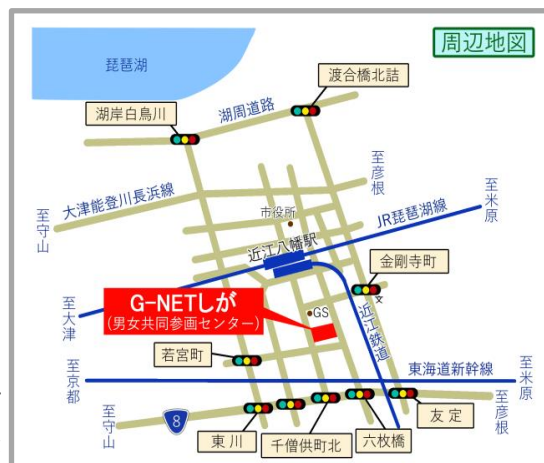 周辺地図
琵琶湖
渡合橋北詰
湖岸白鳥川
湖周道路
至彦根
大津能登川長浜線
至守山
市役所
至米原
JR琵琶湖線
近江八幡駅
金剛寺町
文
至大津
G-NETしが
(男女共同参画センター)
GS
近江鉄道
若宮町
至京都
東海道新幹線
至米原
至守山
8
東川
千僧供町北
六枚橋
友定
至彦根